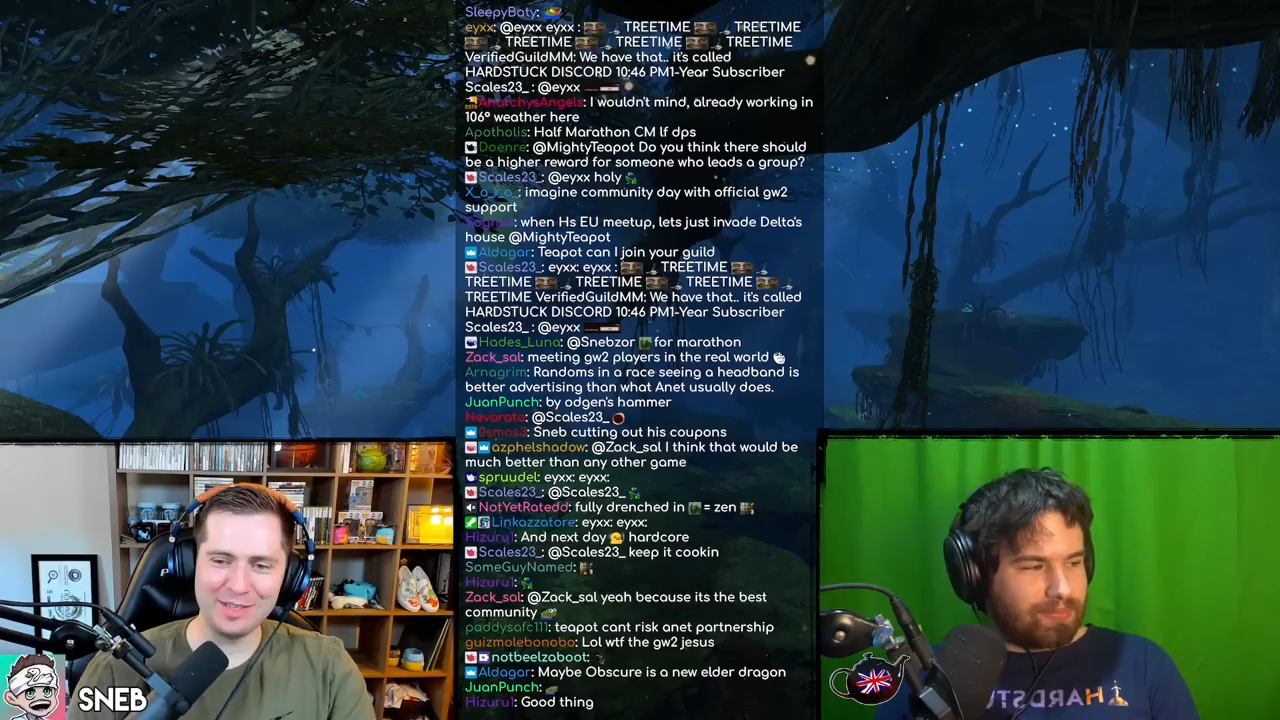 SleepyBaty:
eyxx: @eyxx eyxx : TREETIME TREETIME
TREETIME TREETIME TREETIME
VerifiedGuildMM: We have that.. it's called
HARDSTUCK DISCORD 10:46 PM1-Year Subscriber
Scales23_: @eyxx
AnarchysAngels: I wouldn't mind, already working in
106° weather here
Apotholis: Half Marathon CM lf dps
Doenre: @MightyTeapot Do you think there should
be a higher reward for someone who leads a group?
Scales23_: @eyxx holy
: imagine community day with official gw2
support
: when Hs EU meetup, lets just invade Delta's
house @MightyTeapot
Aldagar: Teapot can I join your guild
Scales23_: eyxx: eyxx : TREETIME
TREETIME TREETIME TREETIME
TREETIME VerifiedGuildMM: We have that.. it's called
HARDSTUCK DISCORD 10:46 PM1-Year Subscriber
Scales23_: @eyxx
Hades_Luna: @Snebzor for marathon
Zack_sal: meeting gw2 players in the real world
Arnagrim: Randoms in a race seeing a headband is
better advertising than what Anet usually does.
JuanPunch: by odgen's hammer
Nevarato: @Scales23_
0smos3: Sneb cutting out his coupons
azphelshadow: @Zack_sal I think that would be
much better than any other game
spruudel: eyxx: eyxx:
Scales23_: @Scales23_
NotYetRatedd: fully drenched in = zen
Linkazzatore: eyxx: eyxx:
Hizuru1: And next day hardcore
Scales23_: @Scales23_ keep it cookin
SomeGuyNamed:
Hizuru1:
Zack_sal: @Zack_sal yeah because its the best
community
paddysafc111: teapot cant risk anet partnership
guizmolebonobo: Lol wtf the gw2 jesus
notbeelzaboot:
Aldagar: Maybe Obscure is a new elder dragon
JuanPunch:
Hizuru1: Good thing
SNEB